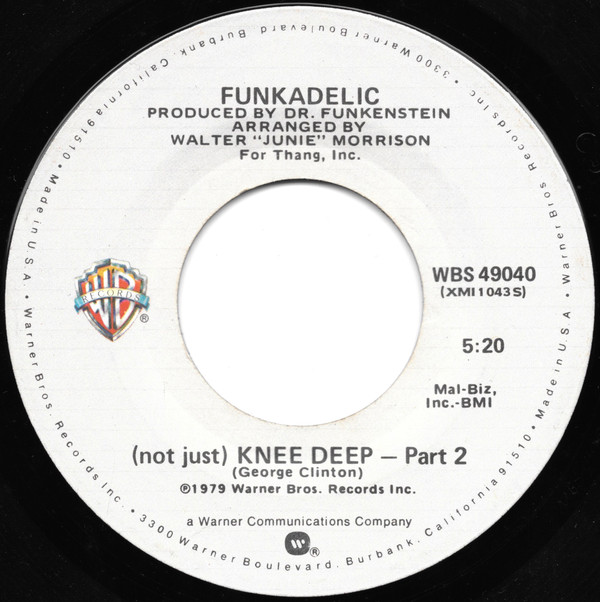 FUNKADELIC
PRODUCED BY DR. FUNKENSTEIN
ARRANGED BY
WALTER "JUNIE" MORRISON
For Thang, Inc.
WB
RECORDS
®
WBS 49040
(XMI 1043 S)
5:20
Mal-Biz,
Inc.-BMI
(not just) KNEE DEEP — Part 2
(George Clinton)
℗1979 Warner Bros. Records Inc.
a Warner Communications Company
W ®
Warner Bros. Records Inc. • 3300 Warner Boulevard, Burbank, California 91510 • Made in U.S.A. • Warner Bros Records Inc • 3300 Warner Boulevard Burbank, California 91510 • Made in U.S.A. •